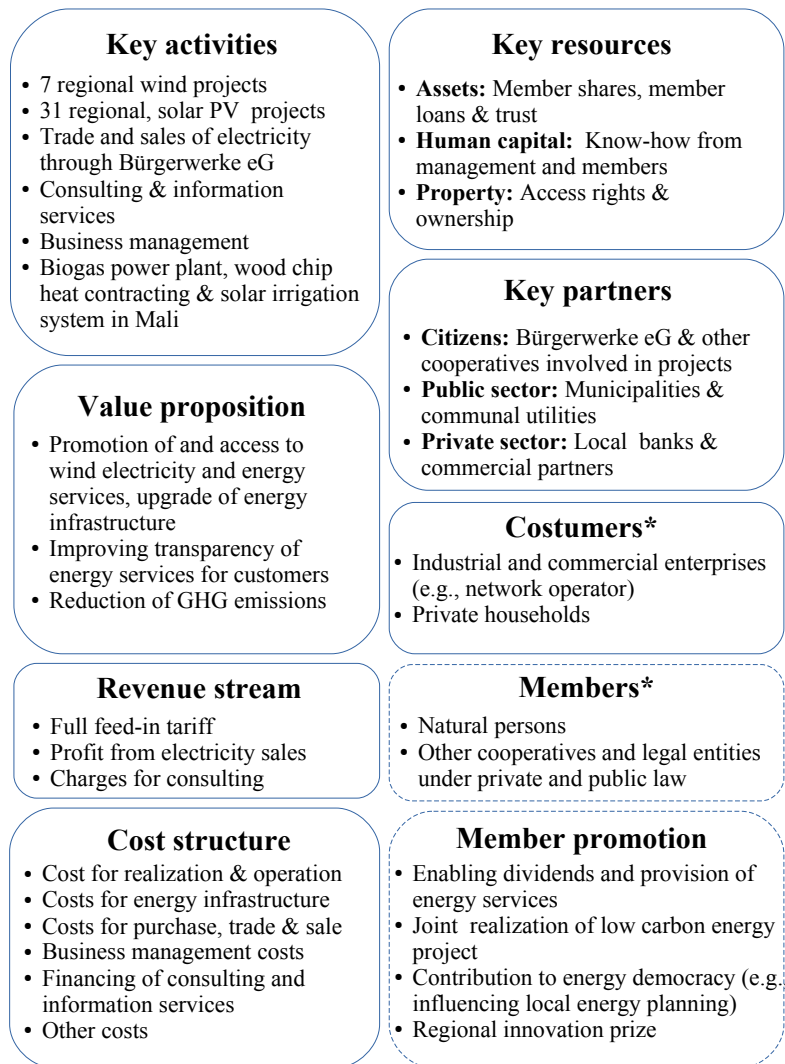 Key activities
• 7 regional wind projects
• 31 regional, solar PV projects
• Trade and sales of electricity
through Bürgerwerke eG
• Consulting & information
services
• Business management
• Biogas power plant, wood chip
heat contracting & solar irrigation
system in Mali
Key resources
• Assets: Member shares, member
loans & trust
• Human capital: Know-how from
management and members
• Property: Access rights &
ownership
Key partners
• Citizens: Bürgerwerke eG & other
cooperatives involved in projects
• Public sector: Municipalities &
communal utilities
• Private sector: Local banks &
commercial partners
Value proposition
• Promotion of and access to
wind electricity and energy
services, upgrade of energy
infrastructure
• Improving transparency of
energy services for customers
• Reduction of GHG emissions
Costumers*
• Industrial and commercial enterprises
(e.g., network operator)
• Private households
Revenue stream
• Full feed-in tariff
• Profit from electricity sales
• Charges for consulting
Members*
• Natural persons
• Other cooperatives and legal entities
under private and public law
Cost structure
• Cost for realization & operation
• Costs for energy infrastructure
• Costs for purchase, trade & sale
• Business management costs
• Financing of consulting and
information services
• Other costs
Member promotion
• Enabling dividends and provision of
energy services
• Joint realization of low carbon energy
project
• Contribution to energy democracy (e.g.
influencing local energy planning)
• Regional innovation prize